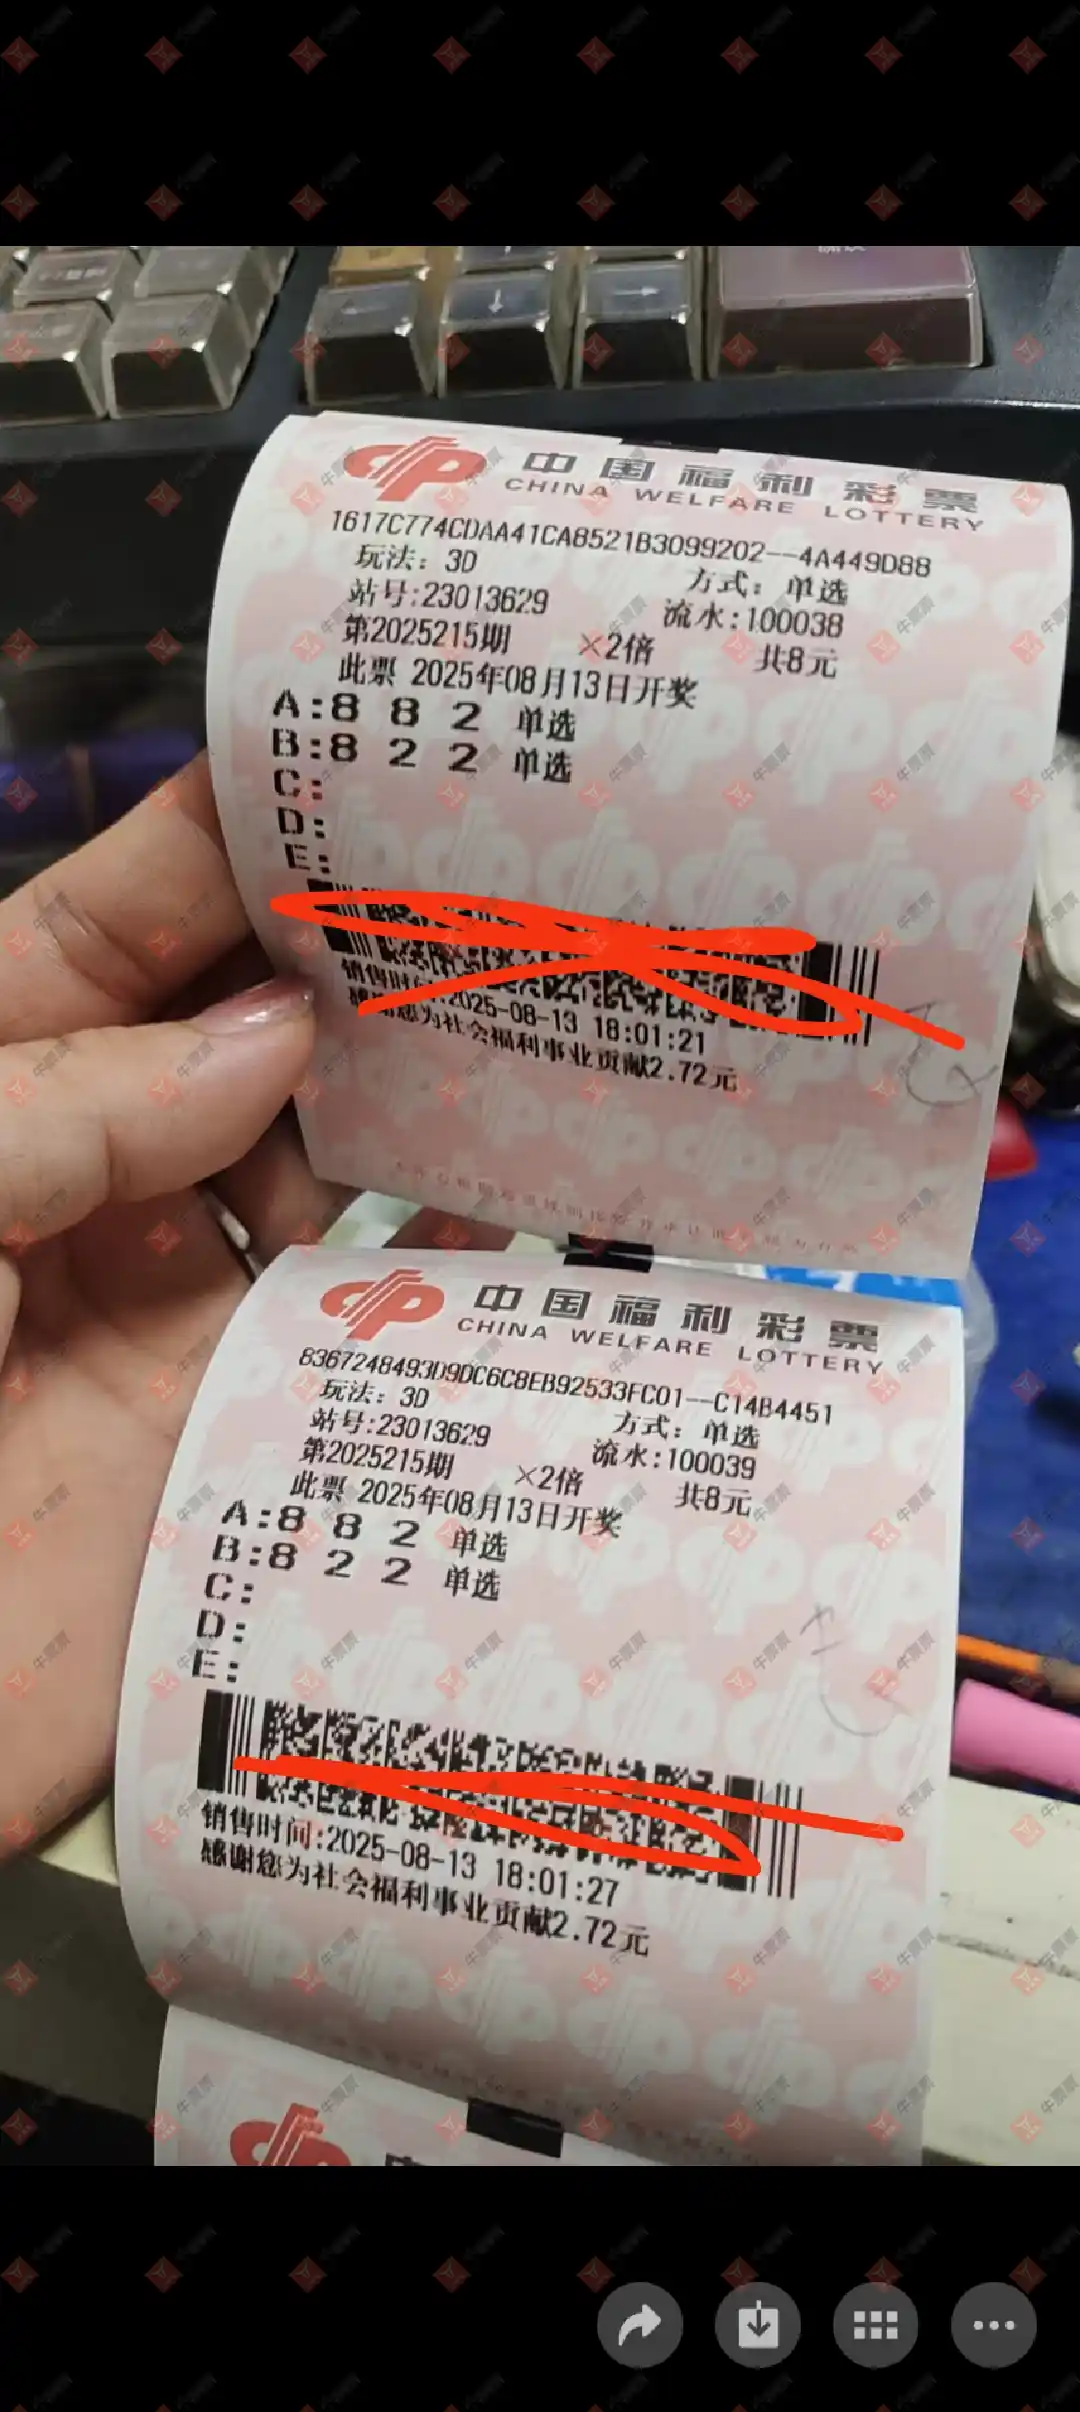 中国福利彩票
CHINA WELFARE LOTTERY
1617C774CDAA41CA8521B3099202--4A449D88
玩法：3D 方式：单选
站号:23013629 流水:100038
第2025215期 ×2倍 共8元
此票 2025年08月13日开奖
A:8 8 2 单选
B:8 2 2 单选
C:
D:
E:
销售时间:2025-08-13 18:01:21
感谢您为社会福利事业贡献2.72元
中国福利彩票
CHINA WELFARE LOTTERY
8367248493D9DC6C8EB92533FC01--C14B4451
玩法：3D 方式：单选
站号:23013629 流水:100039
第2025215期 ×2倍 共8元
此票 2025年08月13日开奖
A:8 8 2 单选
B:8 2 2 单选
C:
D:
E:
销售时间:2025-08-13 18:01:27
感谢您为社会福利事业贡献2.72元